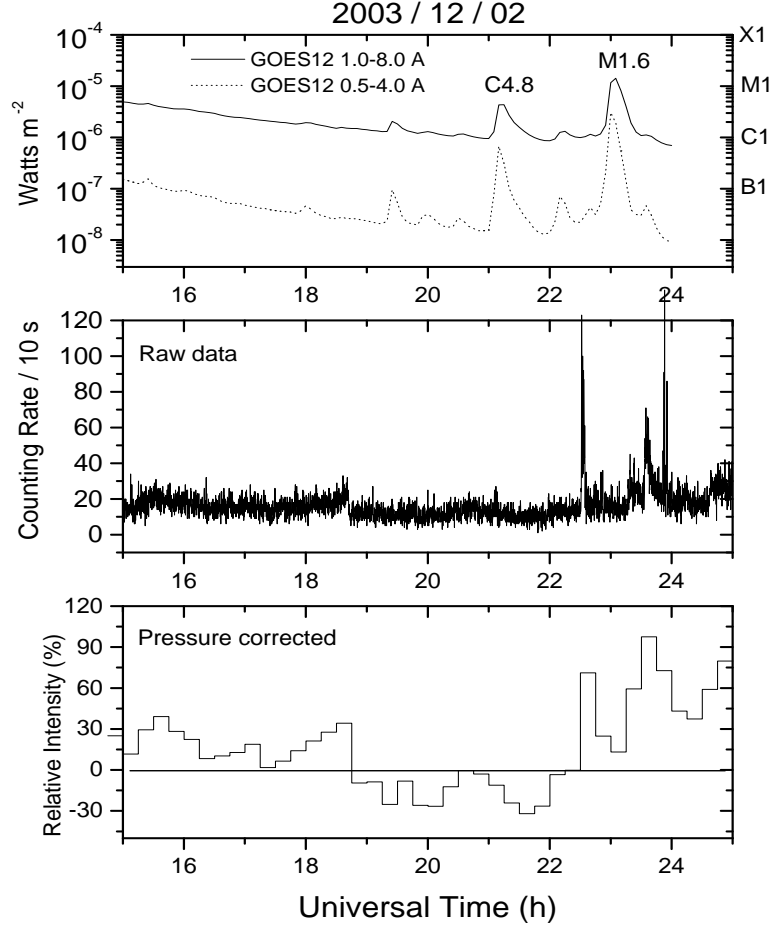 2003 / 12 / 02
GOES12 1.0-8.0 A
GOES12 0.5-4.0 A
C4.8
M1.6
10^-4
10^-5
10^-6
10^-7
10^-8
Watts m^-2
X1
M1
C1
B1
16 18 20 22 24
Raw data
120
100
80
60
40
20
0
Counting Rate / 10 s
16 18 20 22 24
Pressure corrected
120
90
60
30
0
-30
Relative Intensity (%)
16 18 20 22 24
Universal Time (h)